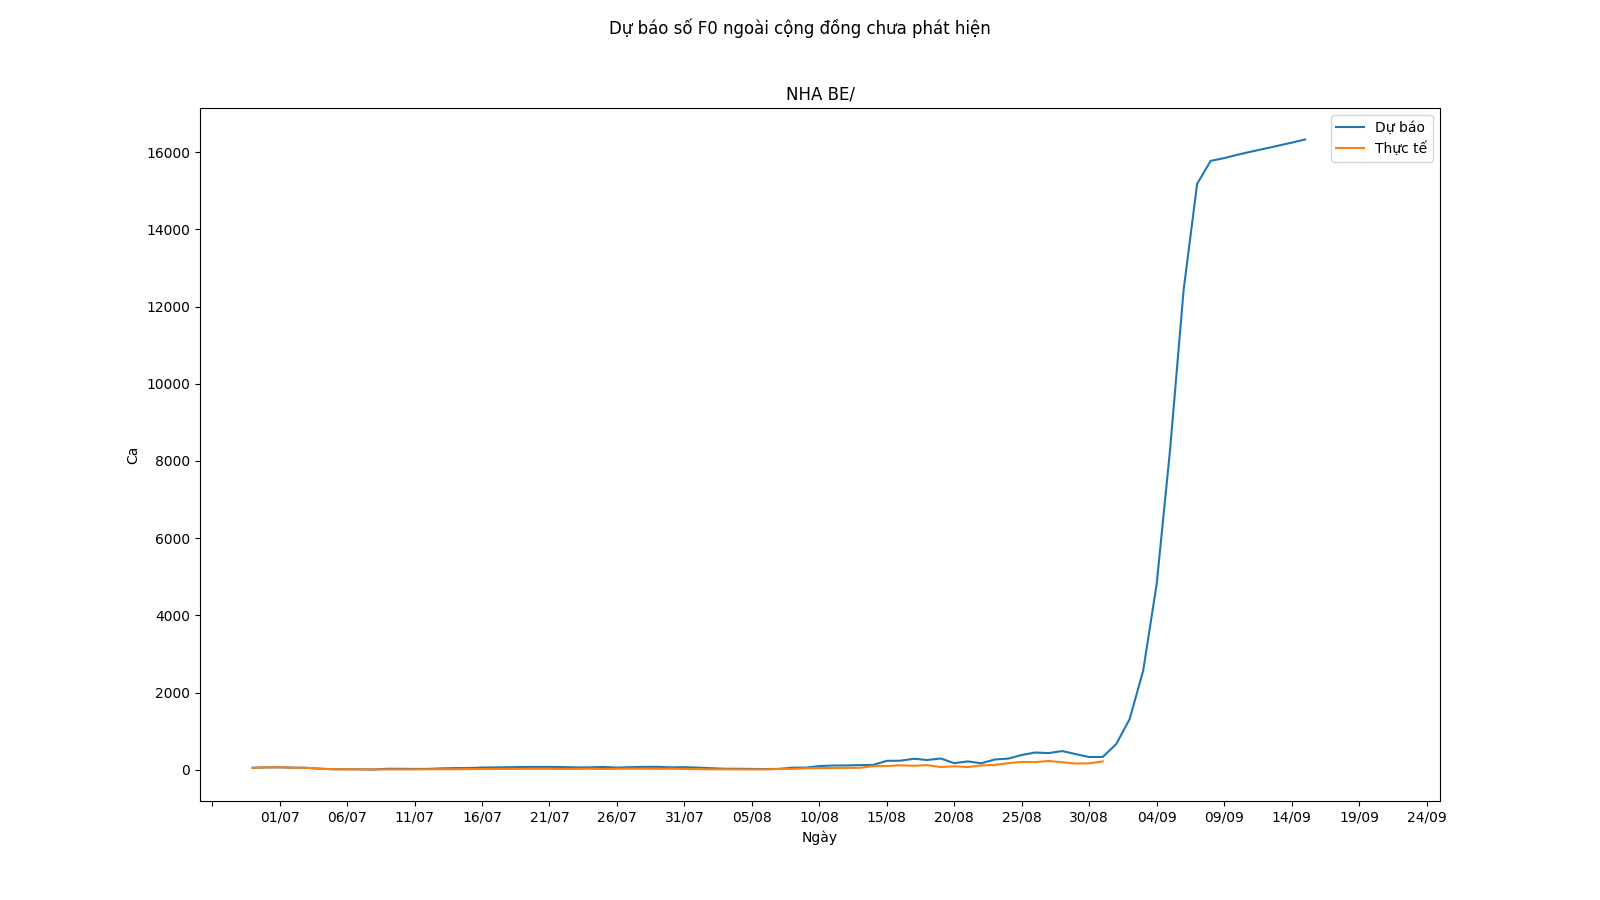 Dự báo số F0 ngoài cộng đồng chưa phát hiện
NHA BE/
Dự báo
Thực tế
16000
14000
12000
10000
8000
6000
4000
2000
0
Ca
01/07 06/07 11/07 16/07 21/07 26/07 31/07 05/08 10/08 15/08 20/08 25/08 30/08 04/09 09/09 14/09 19/09 24/09
Ngày